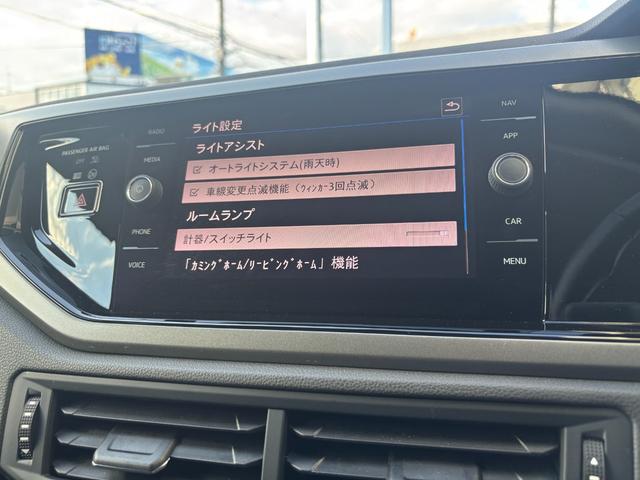 RADIO
MEDIA
PHONE
VOICE
PASSENGER AIR BAG
OFF
ライト設定
ライトアシスト
オートライトシステム(雨天時)
車線変更点滅機能 (ｳｨﾝｶｰ3回点滅)
ルームランプ
計器/スイッチライト
「ｶﾐﾝｸﾞﾎｰﾑ/ﾘｰﾋﾞﾝｸﾞﾎｰﾑ」機能
NAV
APP
CAR
MENU